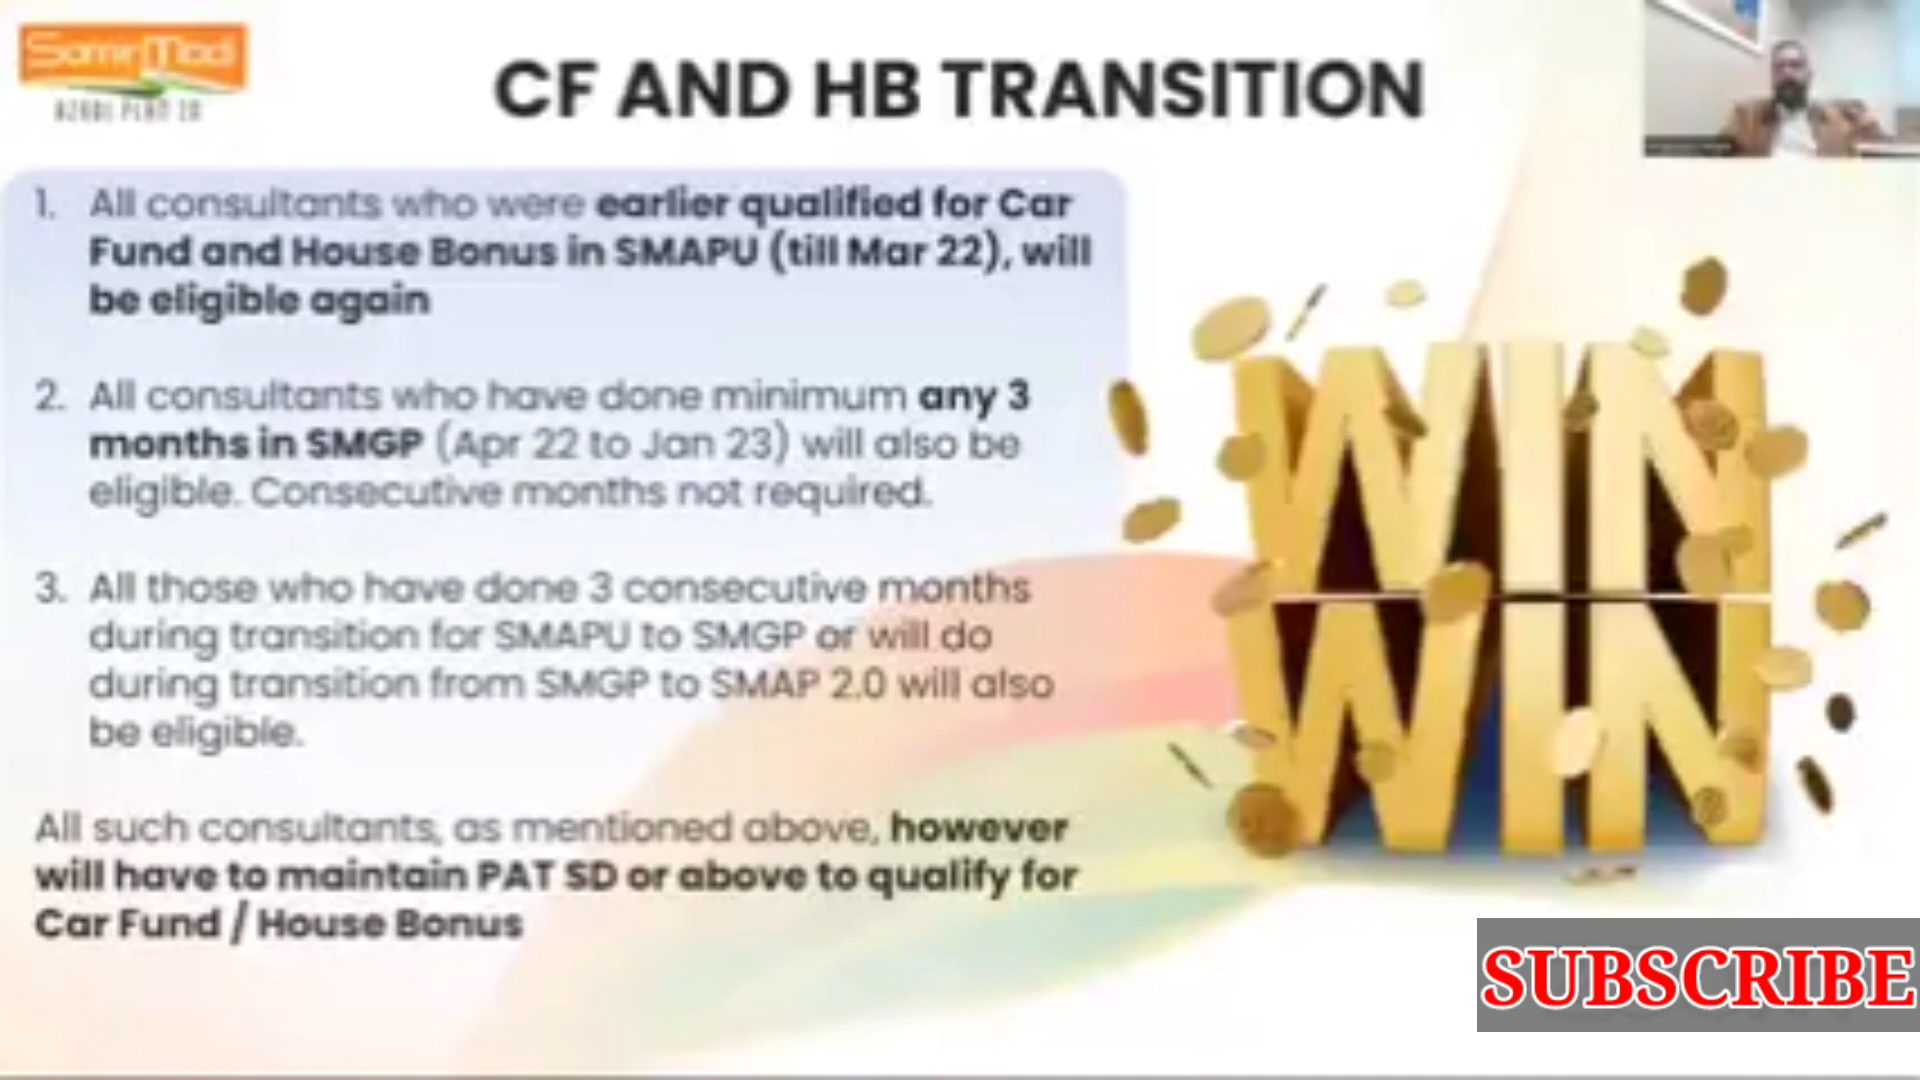 Samir Modi
CF AND HB TRANSITION
1. All consultants who were earlier qualified for Car
Fund and House Bonus in SMAPU (till Mar 22), will
be eligible again
2. All consultants who have done minimum any 3
months in SMGP (Apr 22 to Jan 23) will also be
eligible. Consecutive months not required.
3. All those who have done 3 consecutive months
during transition for SMAPU to SMGP or will do
during transition from SMGP to SMAP 2.0 will also
be eligible.
All such consultants, as mentioned above, however
will have to maintain PAT SD or above to qualify for
Car Fund / House Bonus
WIN
WIN
SUBSCRIBE